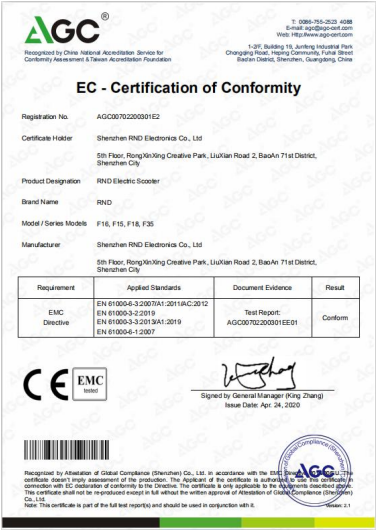 AGC®
Recognized by China National Accreditation Service for
Conformity Assessment & Taiwan Accreditation Foundation
T: 0086-755-2523 4088
E-mail: agc@agc-cert.com
Web: Http://www.agc-cert.com
1-2/F, Building 19, Junfeng Industrial Park
Chongqing Road, Heping Community, Fuhai Street
Bao'an District, Shenzhen, Guangdong, China
EC - Certification of Conformity
Registration No. AGC00702200301E2
Certificate Holder Shenzhen RND Electronics Co., Ltd
5th Floor, RongXinXing Creative Park, LiuXian Road 2, BaoAn 71st District,
Shenzhen City
Product Designation RND Electric Scooter
Brand Name RND
Model / Series Models F16, F15, F18, F35
Manufacturer Shenzhen RND Electronics Co., Ltd
5th Floor, RongXinXing Creative Park, LiuXian Road 2, BaoAn 71st District,
Shenzhen City
Requirement Applied Standards Document Evidence Result
EMC
Directive
EN 61000-6-3:2007/A1:2011/AC:2012
EN 61000-3-2:2019
EN 61000-3-3:2013/A1:2019
EN 61000-6-1:2007
Test Report:
AGC00702200301EE01
Conform
CE
EMC
tested
Signed by General Manager (King Zhang)
Issue Date: Apr. 24, 2020
Recognized by Attestation of Global Compliance (Shenzhen) Co., Ltd. in accordance with the EMC Directive The
certificate doesn't imply assessment of the production. The Applicant of the certificate is authorized to use this certificate in
connection with EC declaration of conformity to the Directive. The certificate is only applicable to the equipments described above.
This certificate shall not be re-produced except in full without the written approval of Attestation of Global Compliance (Shenzhen)
Co., Ltd.
Note: This certificate is part of the full test report(s) and should be used in conjunction with it.
Version: 2.1
AGC